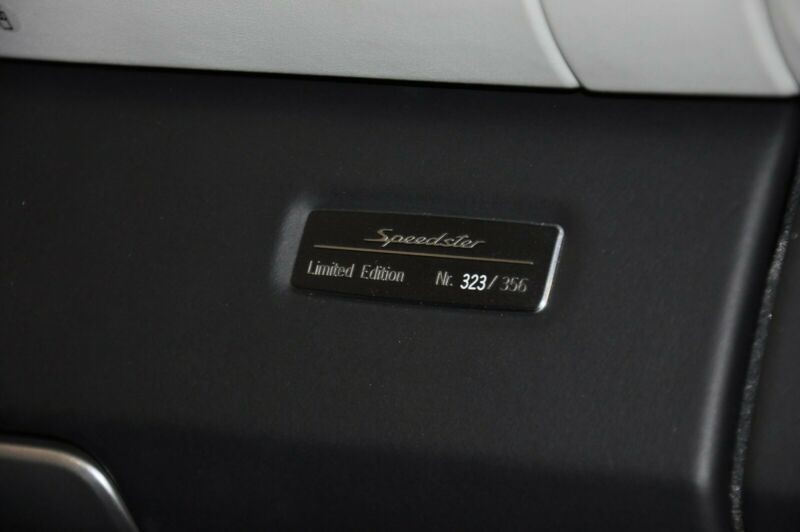 Speedster
Limited Edition Nr. 323 / 356